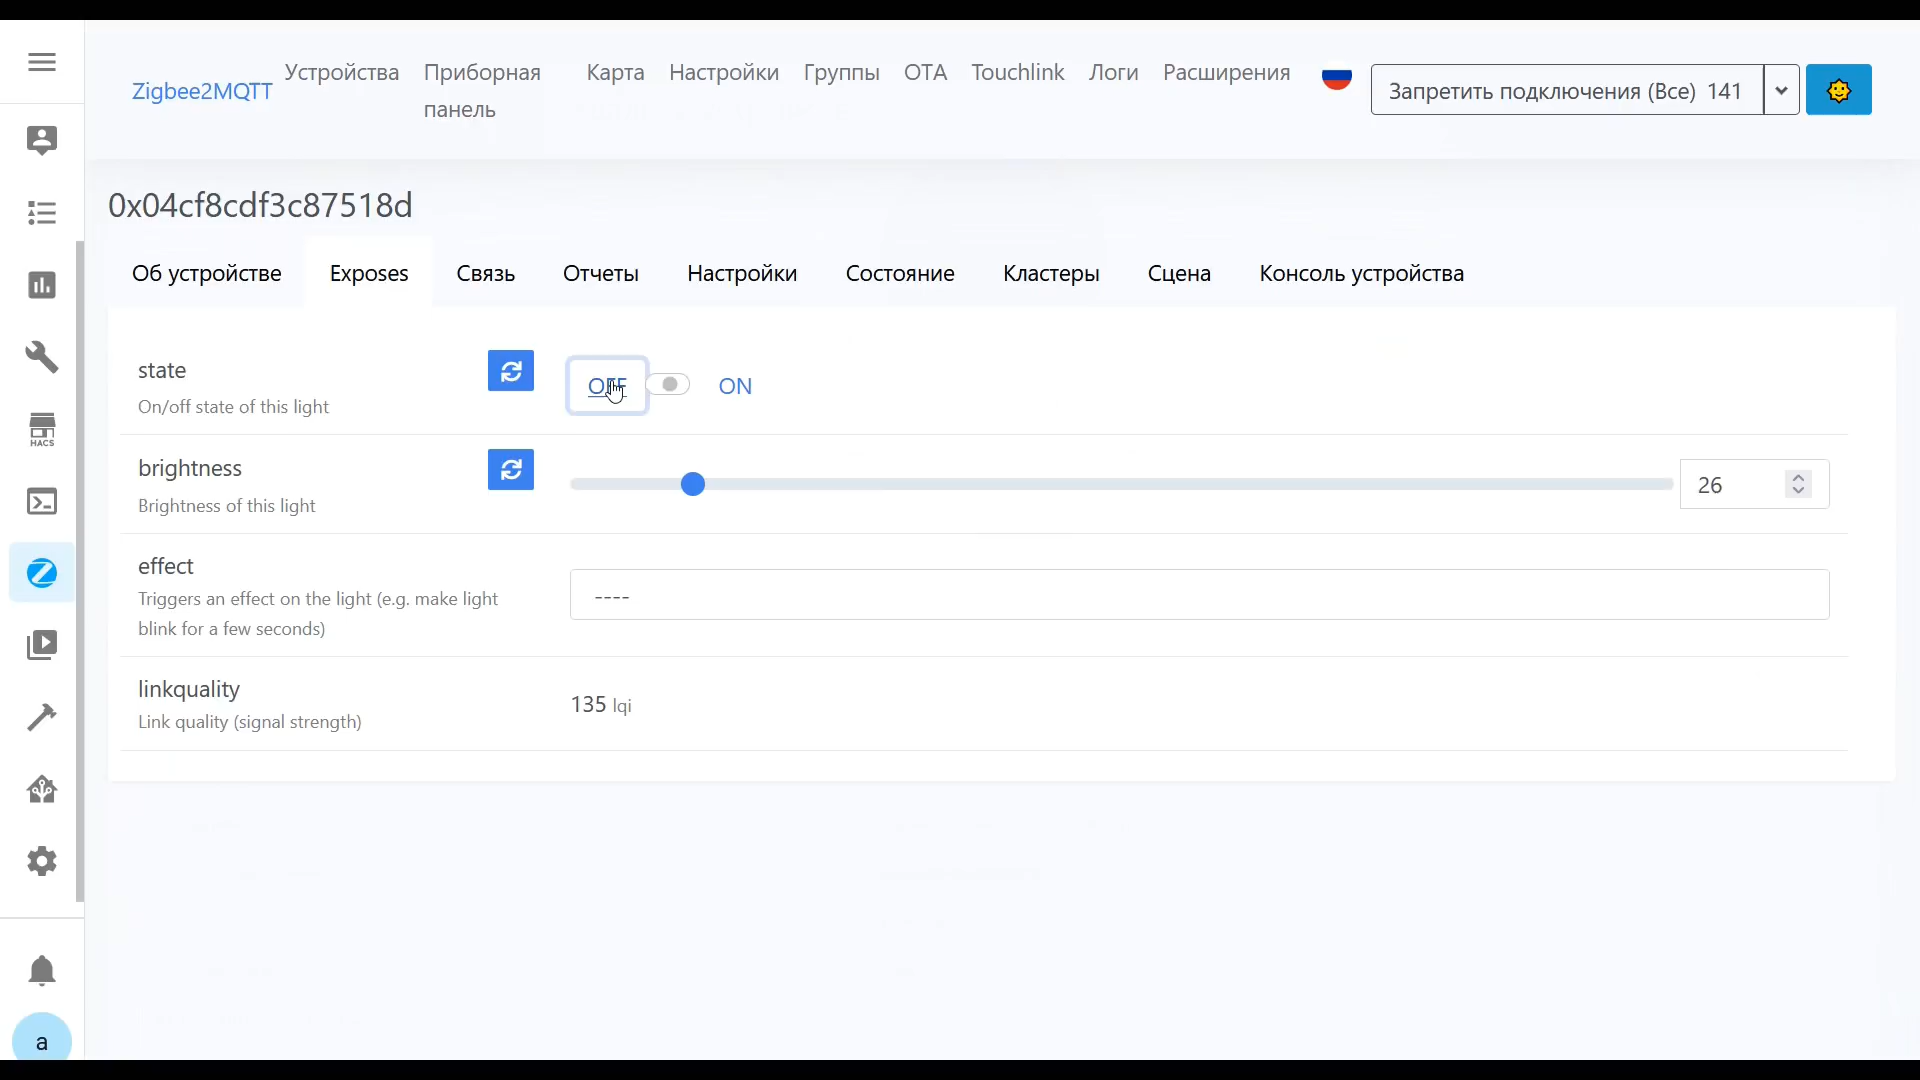 Zigbee2MQTT
Устройства
Приборная
панель
Карта
Настройки
Группы
OTA
Touchlink
Логи
Расширения
Запретить подключения (Все) 141
0x04cf8cdf3c87518d
Об устройстве
Exposes
Связь
Отчеты
Настройки
Состояние
Кластеры
Сцена
Консоль устройства
state
On/off state of this light
OFF
ON
brightness
Brightness of this light
26
effect
Triggers an effect on the light (e.g. make light
blink for a few seconds)
----
linkquality
Link quality (signal strength)
135 lqi
HACS
a